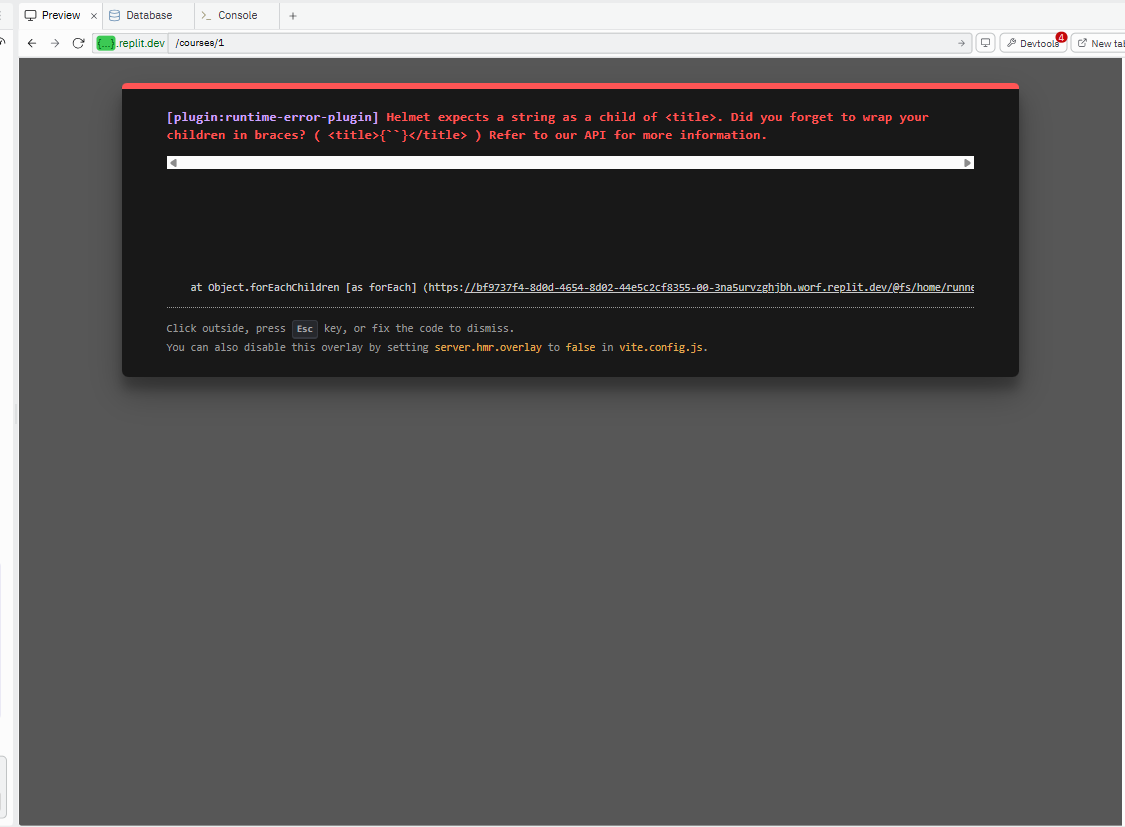 Preview × Database >_ Console +
{...}.replit.dev /courses/1 Devtools 4 New tab
[plugin:runtime-error-plugin] Helmet expects a string as a child of <title>. Did you forget to wrap your
children in braces? ( <title>{``}</title> ) Refer to our API for more information.
at Object.forEachChildren [as forEach] (https://bf9737f4-8d0d-4654-8d02-44e5c2cf8355-00-3na5urvzghjbh.worf.replit.dev/@fs/home/runne
Click outside, press Esc key, or fix the code to dismiss.
You can also disable this overlay by setting server.hmr.overlay to false in vite.config.js.